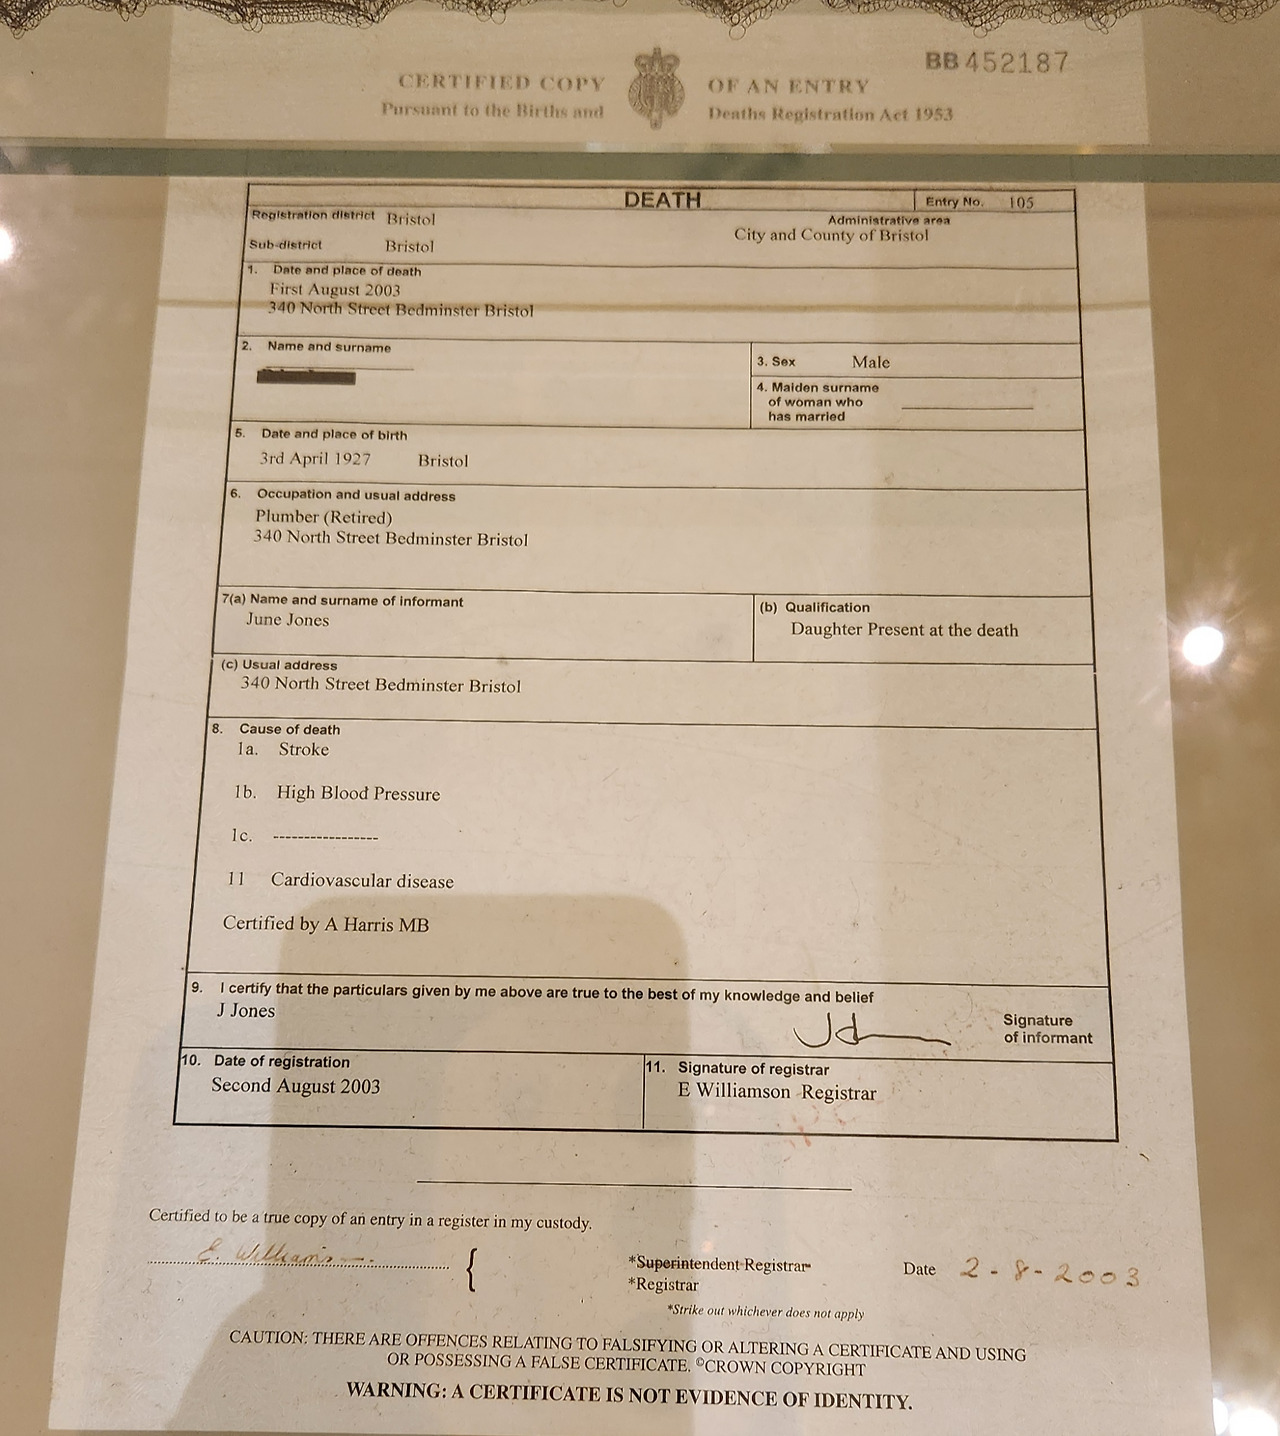 BB 452187
CERTIFIED COPY OF AN ENTRY
Pursuant to the Births and Deaths Registration Act 1953
DEATH
Entry No. 105
Registration district Bristol
Administrative area
Sub-district Bristol
City and County of Bristol
1. Date and place of death
First August 2003
340 North Street Bedminster Bristol
2. Name and surname
3. Sex Male
4. Maiden surname
of woman who
has married
5. Date and place of birth
3rd April 1927 Bristol
6. Occupation and usual address
Plumber (Retired)
340 North Street Bedminster Bristol
7(a) Name and surname of informant
June Jones
(b) Qualification
Daughter Present at the death
(c) Usual address
340 North Street Bedminster Bristol
8. Cause of death
1a. Stroke
1b. High Blood Pressure
1c. -----------------
11 Cardiovascular disease
Certified by A Harris MB
9. I certify that the particulars given by me above are true to the best of my knowledge and belief
J Jones
Signature
of informant
10. Date of registration
Second August 2003
11. Signature of registrar
E Williamson Registrar
Certified to be a true copy of an entry in a register in my custody.
*Superintendent Registrar
*Registrar
Date 2-8-2003
*Strike out whichever does not apply
CAUTION: THERE ARE OFFENCES RELATING TO FALSIFYING OR ALTERING A CERTIFICATE AND USING
OR POSSESSING A FALSE CERTIFICATE. ©CROWN COPYRIGHT
WARNING: A CERTIFICATE IS NOT EVIDENCE OF IDENTITY.